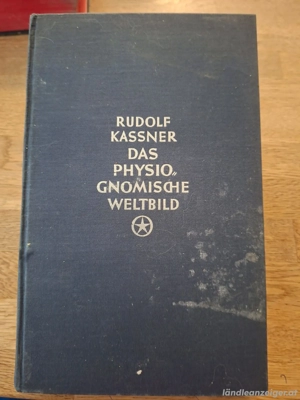 RUDOLF
KASSNER
DAS
PHYSIO„
GNOMISCHE
WELTBILD
ländleanzeiger.at